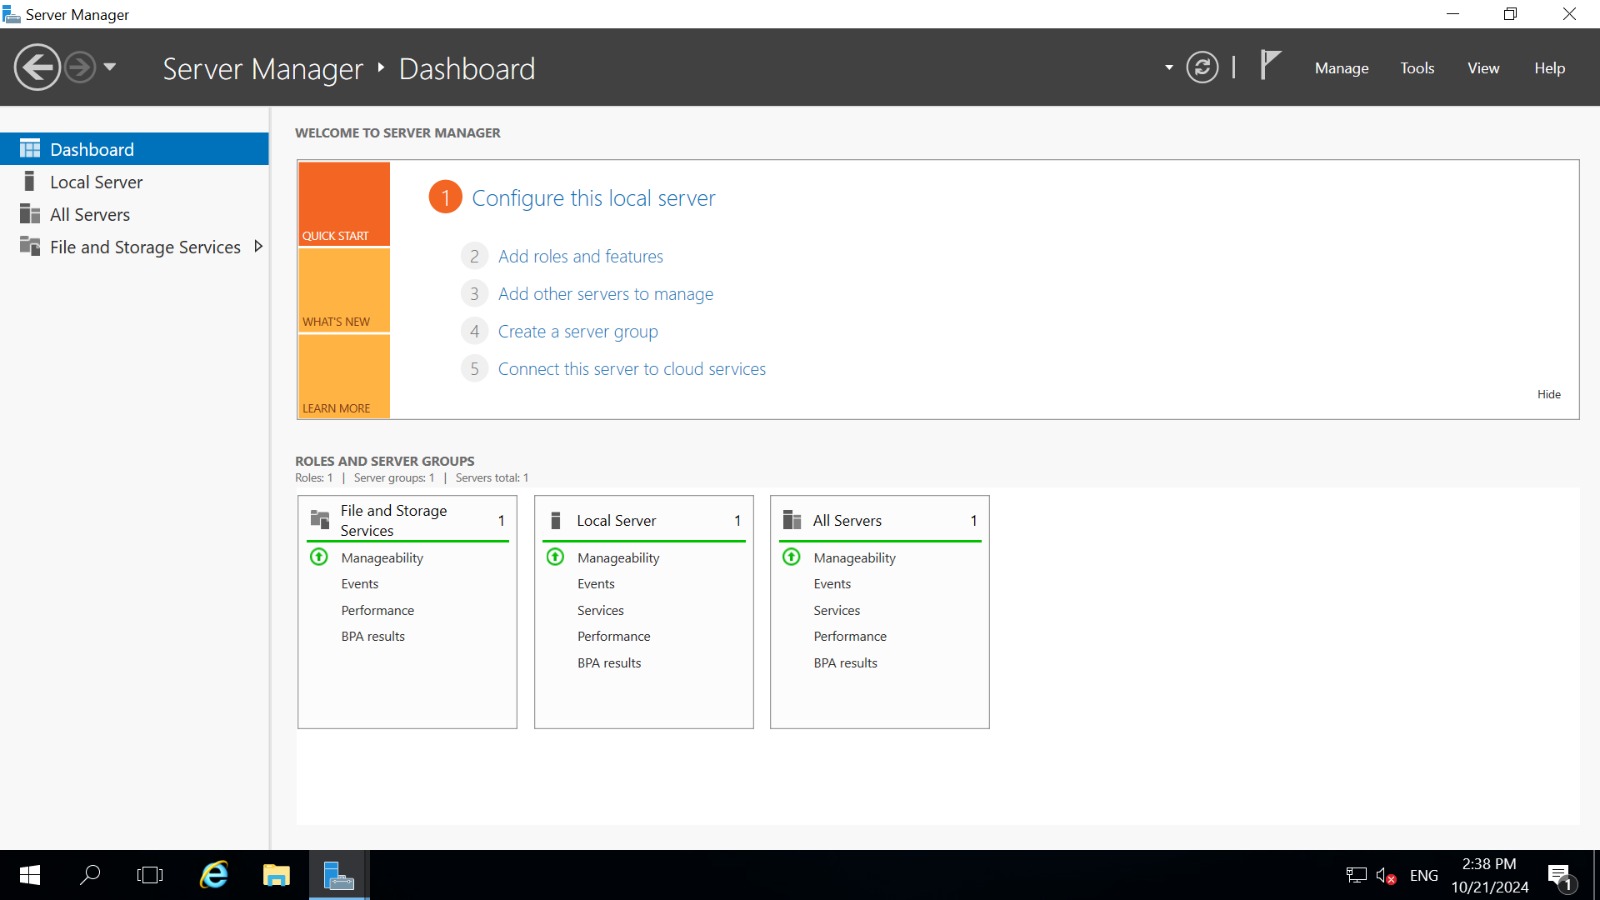 Server Manager
Server Manager ‣ Dashboard
Manage
Tools
View
Help
Dashboard
Local Server
All Servers
File and Storage Services
WELCOME TO SERVER MANAGER
QUICK START
WHAT'S NEW
LEARN MORE
1 Configure this local server
2 Add roles and features
3 Add other servers to manage
4 Create a server group
5 Connect this server to cloud services
Hide
ROLES AND SERVER GROUPS
Roles: 1 | Server groups: 1 | Servers total: 1
File and Storage
Services
1
Manageability
Events
Performance
BPA results
Local Server 1
Manageability
Events
Services
Performance
BPA results
All Servers 1
Manageability
Events
Services
Performance
BPA results
ENG
2:38 PM
10/21/2024
1